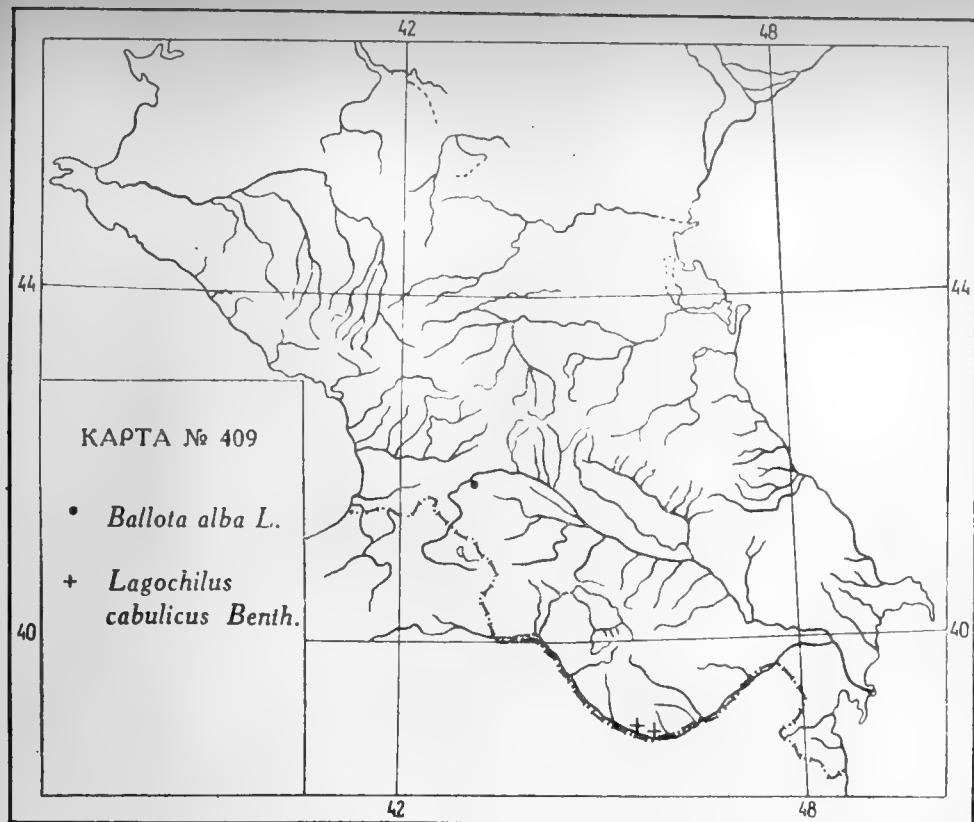 42 48
44 44
КАРТА № 409
Ballota alba L.
Lagochilus
cabulicus Benth.
40 40
42 48